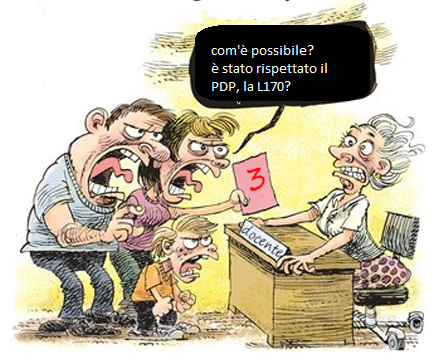 com'è possibile?
è stato rispettato il
PDP, la L170?
3
docente